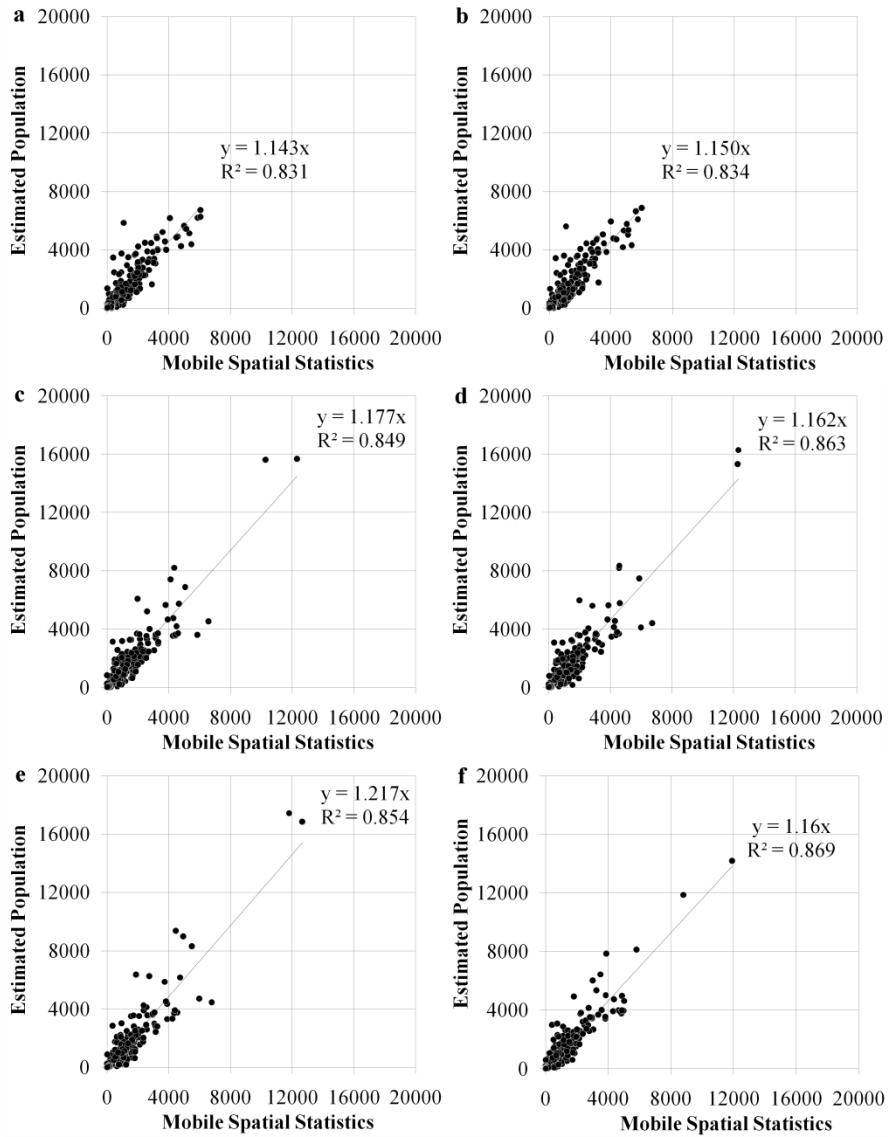 a
20000
16000
12000
8000
4000
0
Estimated Population
y = 1.143x
R² = 0.831
0 4000 8000 12000 16000 20000
Mobile Spatial Statistics
b
20000
16000
12000
8000
4000
0
Estimated Population
y = 1.150x
R² = 0.834
0 4000 8000 12000 16000 20000
Mobile Spatial Statistics
c
20000
16000
12000
8000
4000
0
Estimated Population
y = 1.177x
R² = 0.849
0 4000 8000 12000 16000 20000
Mobile Spatial Statistics
d
20000
16000
12000
8000
4000
0
Estimated Population
y = 1.162x
R² = 0.863
0 4000 8000 12000 16000 20000
Mobile Spatial Statistics
e
20000
16000
12000
8000
4000
0
Estimated Population
y = 1.217x
R² = 0.854
0 4000 8000 12000 16000 20000
Mobile Spatial Statistics
f
20000
16000
12000
8000
4000
0
Estimated Population
y = 1.16x
R² = 0.869
0 4000 8000 12000 16000 20000
Mobile Spatial Statistics